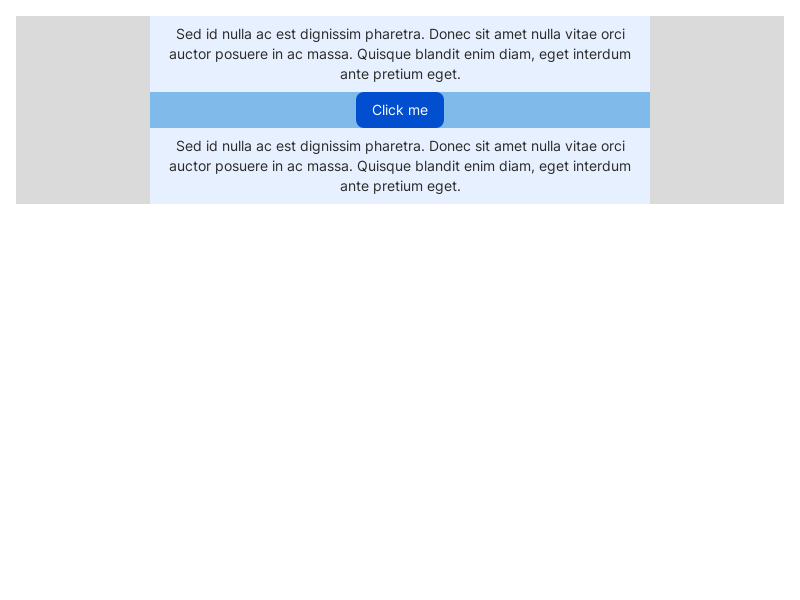 Sed id nulla ac est dignissim pharetra. Donec sit amet nulla vitae orci
auctor posuere in ac massa. Quisque blandit enim diam, eget interdum
ante pretium eget.
Click me
Sed id nulla ac est dignissim pharetra. Donec sit amet nulla vitae orci
auctor posuere in ac massa. Quisque blandit enim diam, eget interdum
ante pretium eget.